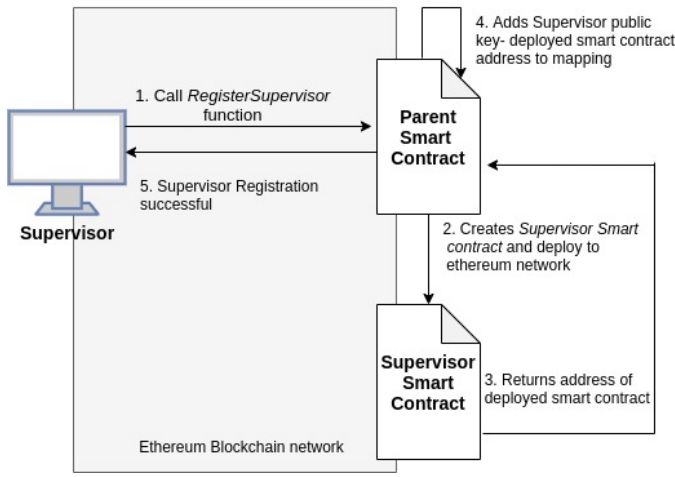 4. Adds Supervisor public
key- deployed smart contract
address to mapping
1. Call RegisterSupervisor
function
Parent
Smart
Contract
5. Supervisor Registration
successful
Supervisor
2. Creates Supervisor Smart
contract and deploy to
ethereum network
Supervisor
Smart
Contract
3. Returns address of
deployed smart contract
Ethereum Blockchain network